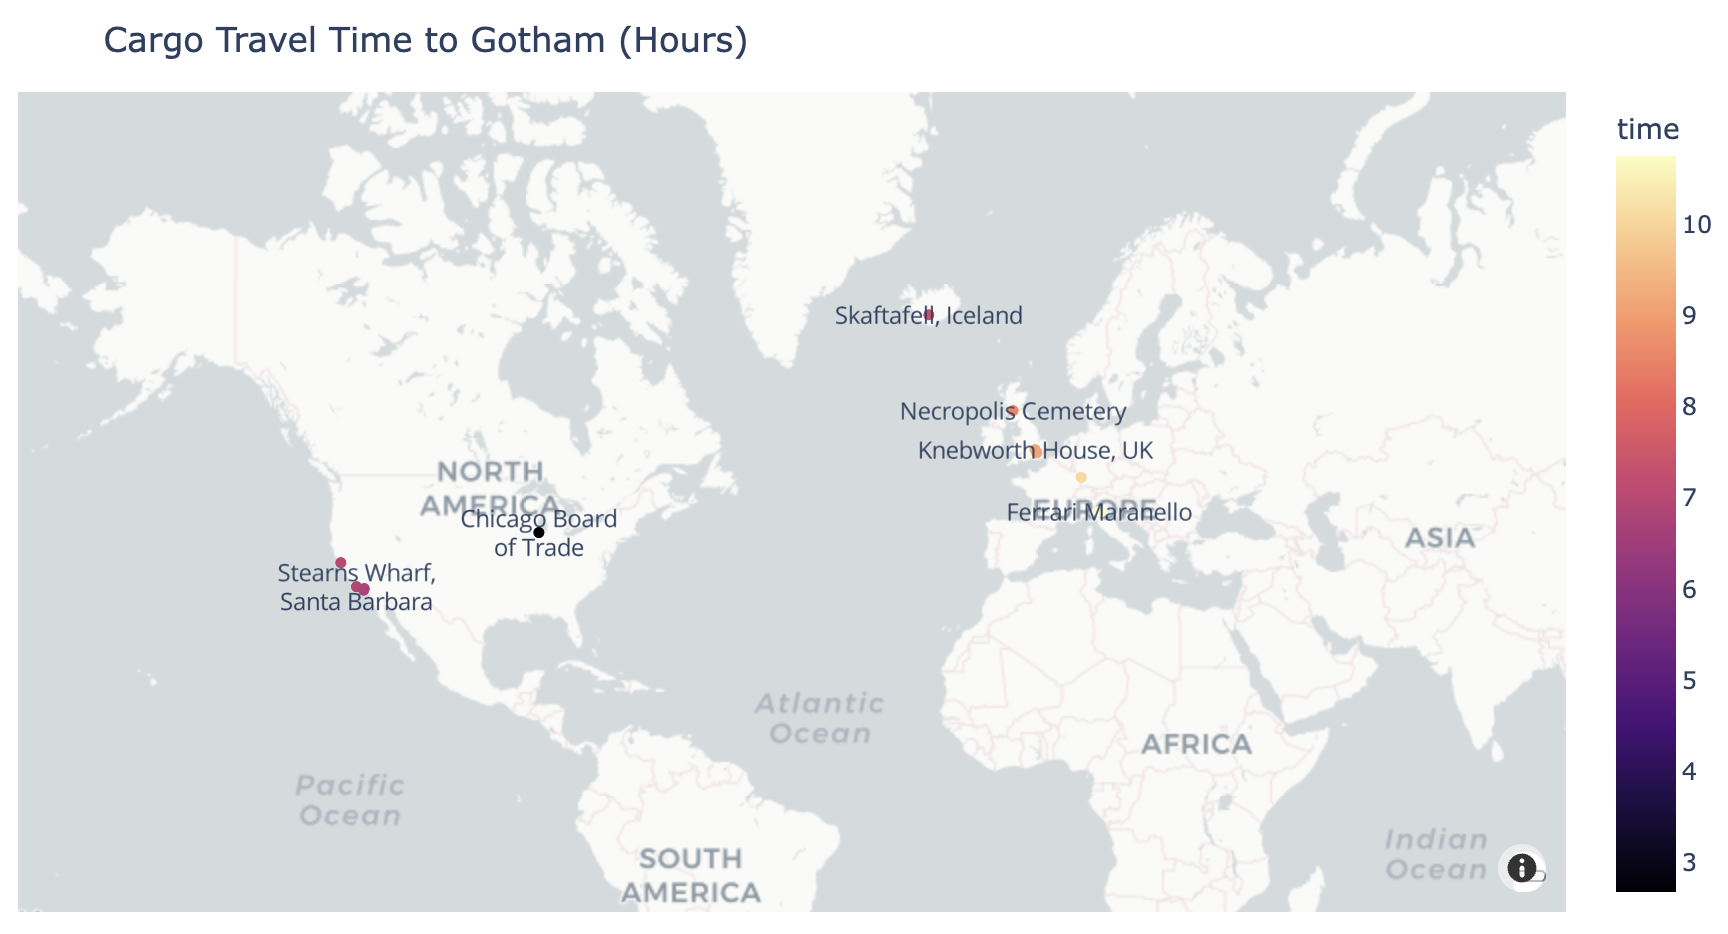 Cargo Travel Time to Gotham (Hours)
time
10
9
8
7
6
5
4
3
Skaftafell, Iceland
Necropolis Cemetery
Knebworth House, UK
EUROPE
Ferrari Maranello
NORTH
AMERICA
Chicago Board
of Trade
Stearns Wharf,
Santa Barbara
ASIA
Atlantic
Ocean
AFRICA
Pacific
Ocean
SOUTH
AMERICA
Indian
Ocean